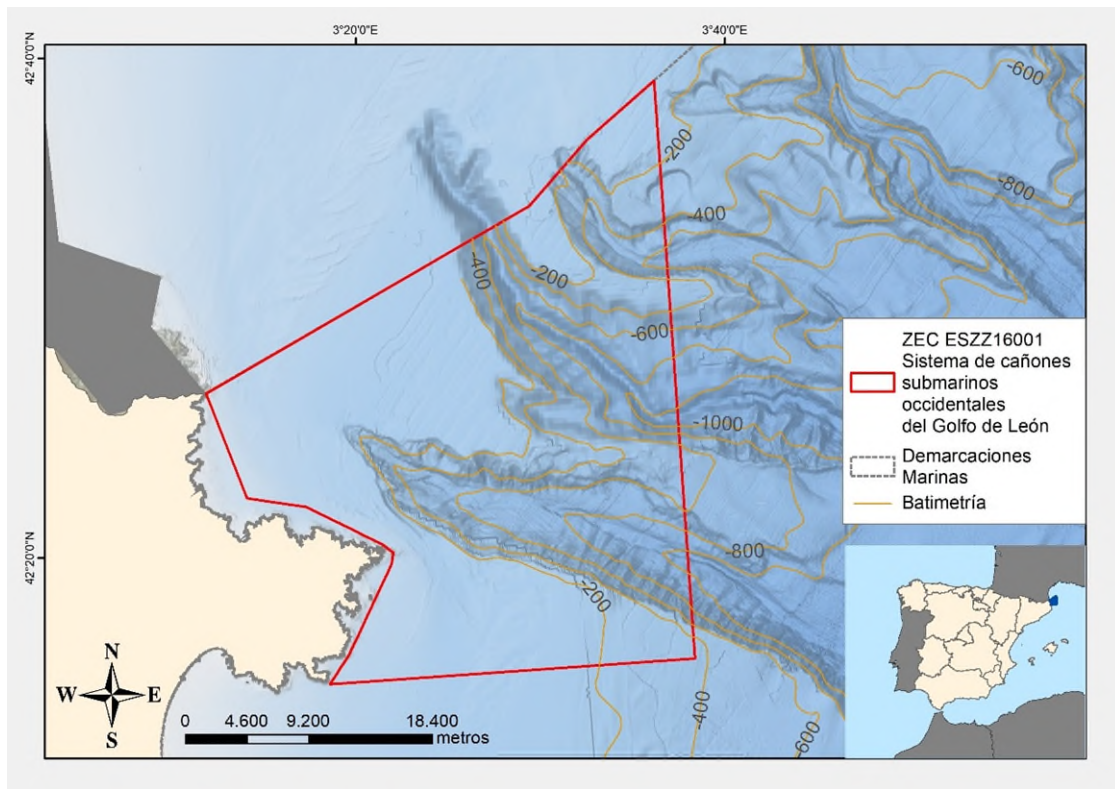 3°20'0"E
3°40'0"E
42°40'0"N
42°20'0"N
-600
-200
-800
-400
-400
-200
-600
-1000
-800
-200
-400
-600
ZEC ESZZ16001
Sistema de cañones
submarinos
occidentales
del Golfo de León
Demarcaciones
Marinas
Batimetría
N
W
E
S
0 4.600 9.200 18.400
metros